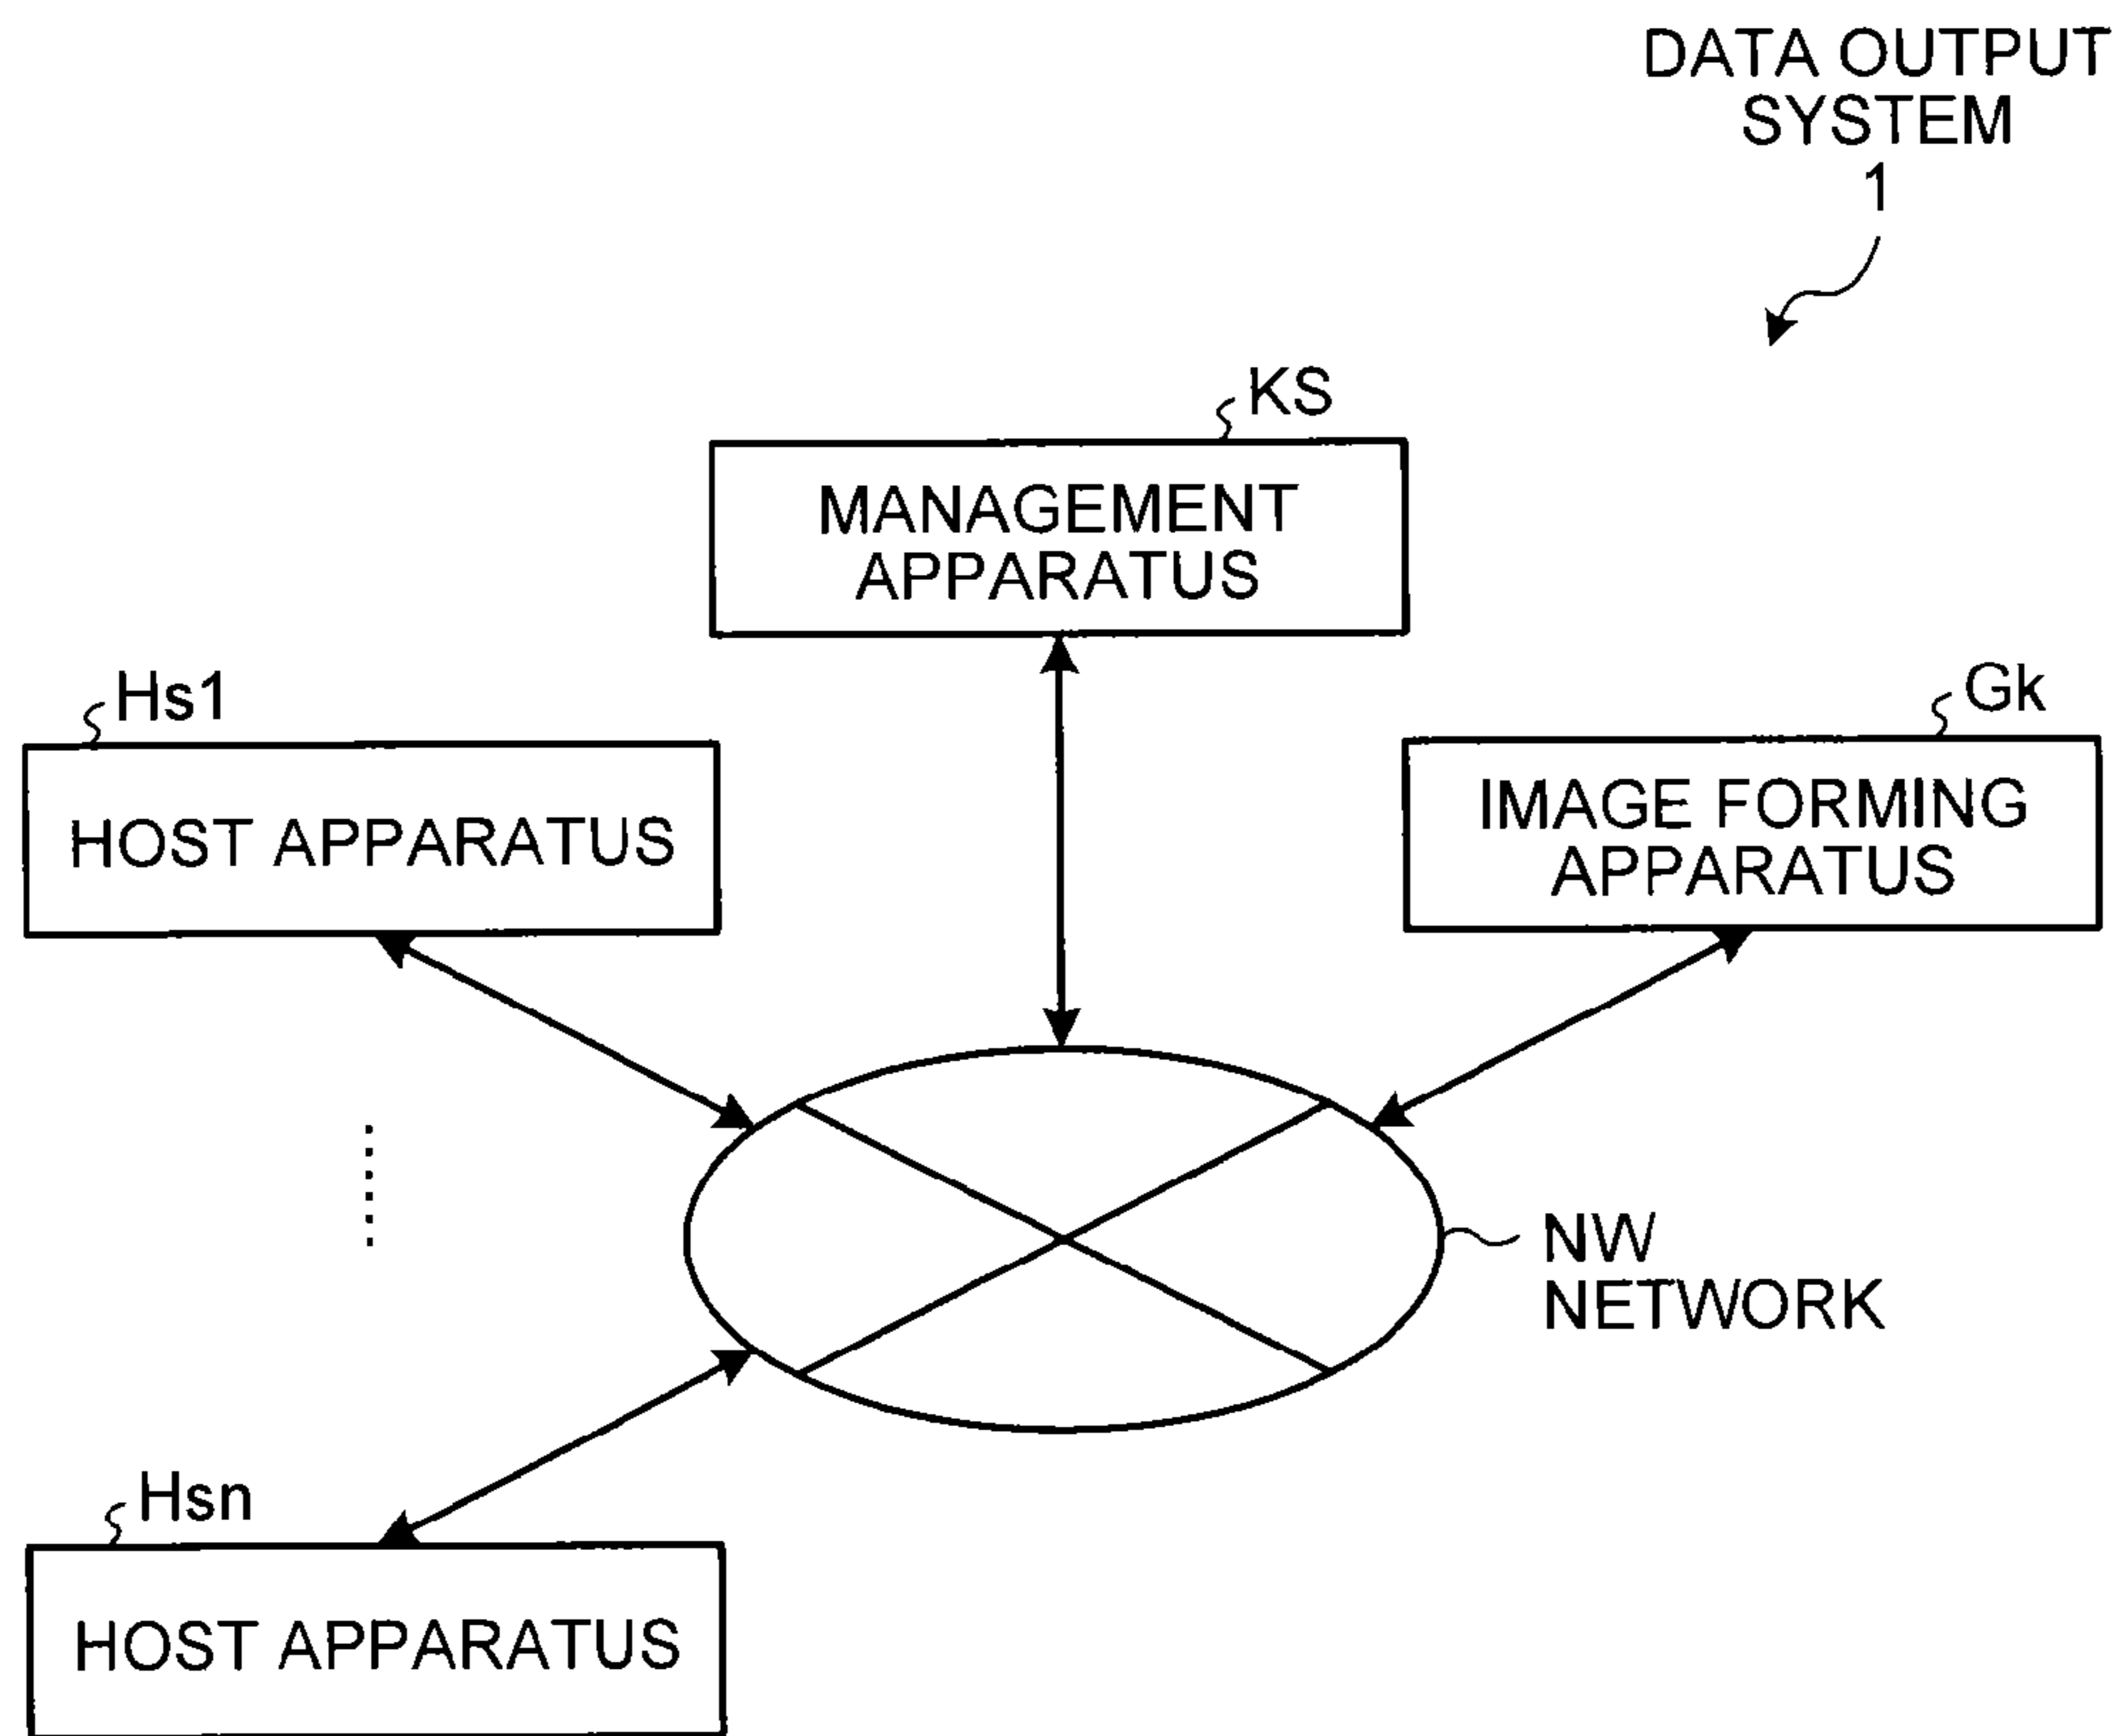 DATA OUTPUT
SYSTEM
1
KS
MANAGEMENT
APPARATUS
Hs1
HOST APPARATUS
Gk
IMAGE FORMING
APPARATUS
NW
NETWORK
Hsn
HOST APPARATUS